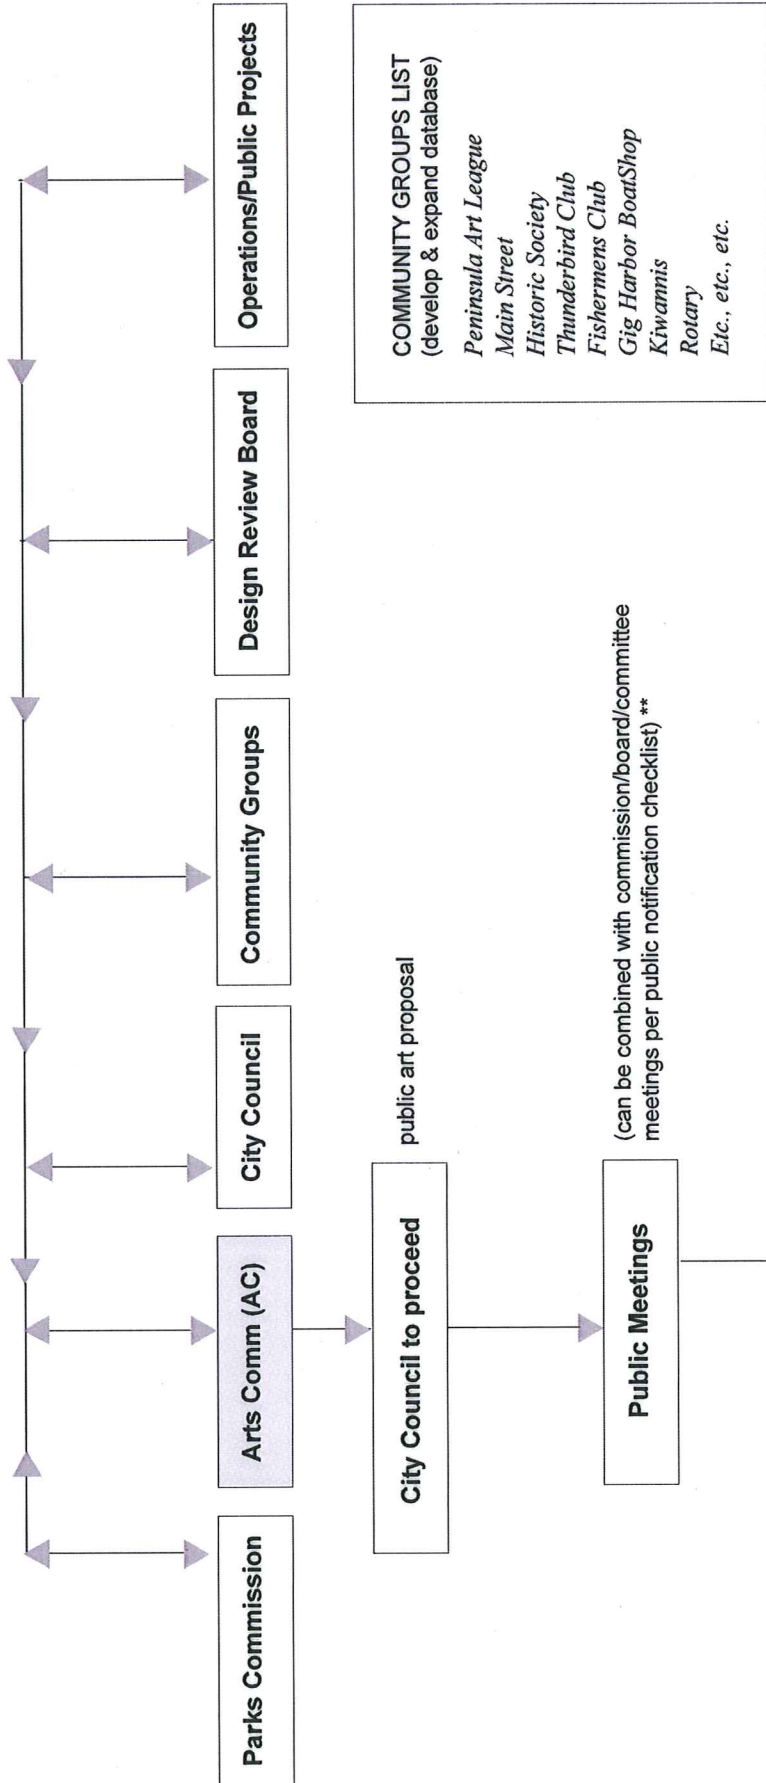 Parks Commission
Arts Comm (AC)
City Council
Community Groups
Design Review Board
Operations/Public Projects
City Council to proceed
public art proposal
Public Meetings
(can be combined with commission/board/committee
meetings per public notification checklist) **
COMMUNITY GROUPS LIST
(develop & expand database)
Peninsula Art League
Main Street
Historic Society
Thunderbird Club
Fishermens Club
Gig Harbor BoatShop
Kiwannis
Rotary
Etc., etc., etc.